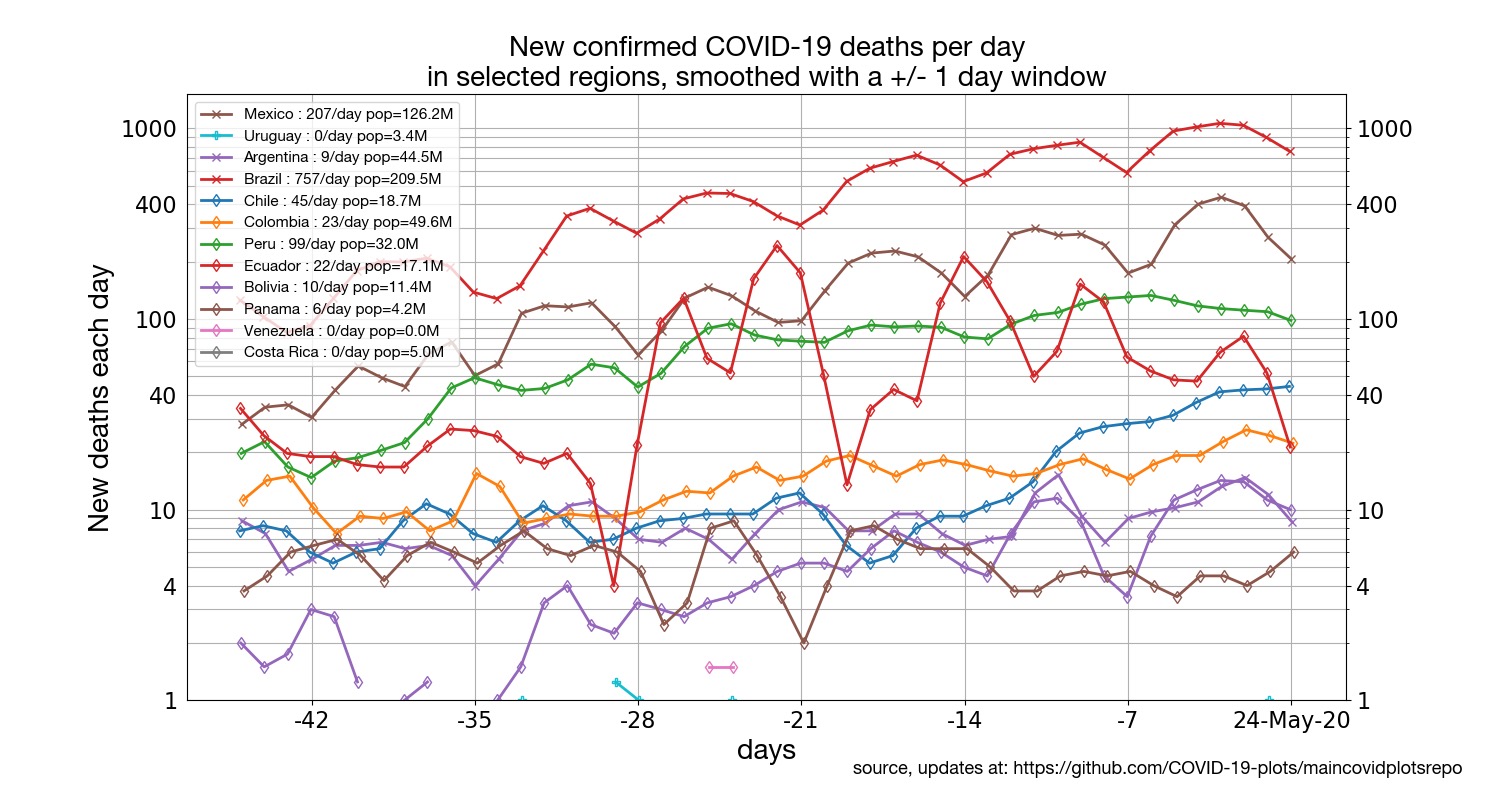 New confirmed COVID-19 deaths per day
in selected regions, smoothed with a +/- 1 day window
Mexico : 207/day pop=126.2M
Uruguay : 0/day pop=3.4M
Argentina : 9/day pop=44.5M
Brazil : 757/day pop=209.5M
Chile : 45/day pop=18.7M
Colombia : 23/day pop=49.6M
Peru : 99/day pop=32.0M
Ecuador : 22/day pop=17.1M
Bolivia : 10/day pop=11.4M
Panama : 6/day pop=4.2M
Venezuela : 0/day pop=0.0M
Costa Rica : 0/day pop=5.0M
New deaths each day
1000
400
100
40
10
4
1
1000
400
100
40
10
4
1
-42 -35 -28 -21 -14 -7 24-May-20
days
source, updates at: https://github.com/COVID-19-plots/maincovidplotsrepo